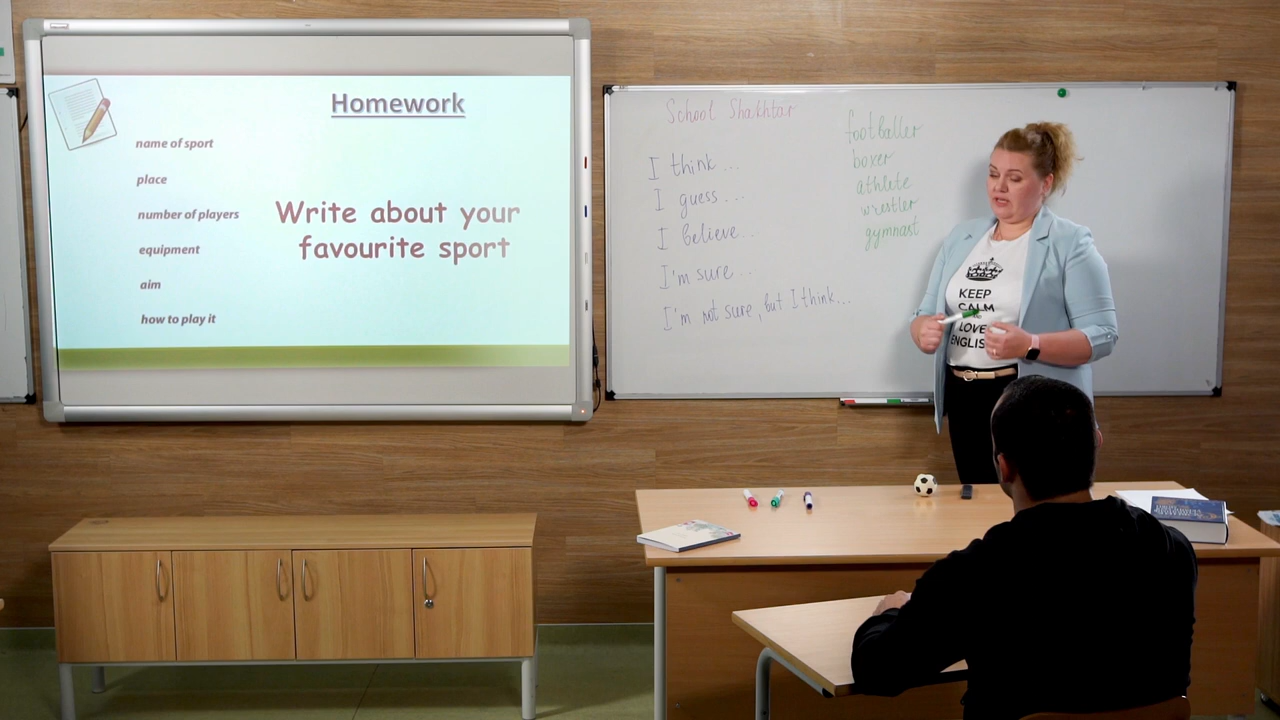 Homework
name of sport
place
number of players
equipment
aim
how to play it
Write about your
favourite sport
School Shakhtar
I think ...
I guess ...
I believe..
I'm sure ...
I'm not sure, but I think...
footballer
boxer
athlete
wrestler
gymnast
KEEP
CALM
LOVE
ENGLIS